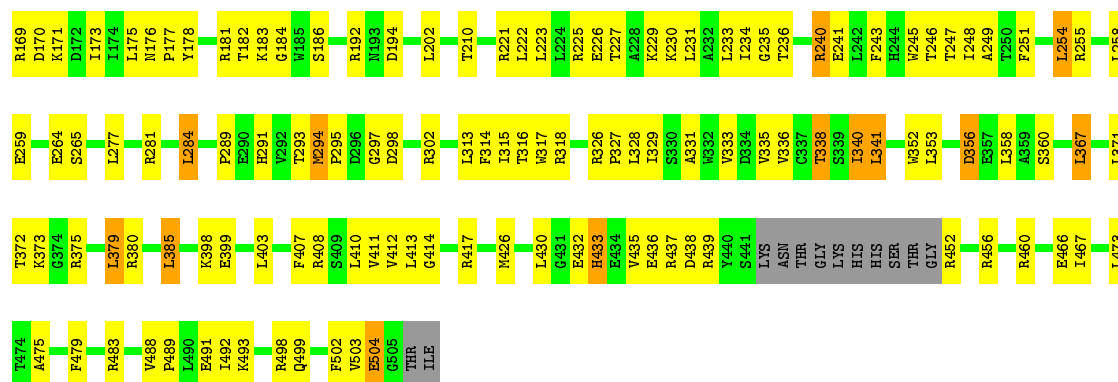 R169 D170 K171 D172 I173 I174 L175 N176 P177 Y178 R181 T182 K183 G184 W185 S186 R192 N193 D194 L202 T210 R221 L222 L223 L224 R225 E226 T227 A228 K229 K230 L231 A232 L233 I234 G235 T236 R240 E241 L242 F243 H244 W245 T246 T247 I248 A249 T250 F251 L254 R255 L258
E259 E264 S265 L277 R281 L284 P289 E290 H291 V292 T293 M294 P295 D296 G297 D298 R302 L313 F314 I315 T316 W317 R318 R326 P327 L328 I329 S330 A331 W332 V333 D334 V335 V336 C337 T338 S339 I340 L341 W352 L353 D356 E357 L358 A359 S360 L367 L371
T372 K373 G374 R375 L379 R380 L385 K398 E399 L403 F407 R408 S409 L410 V411 V412 L413 G414 R417 M426 L430 G431 E432 H433 E434 V435 E436 R437 D438 R439 Y440 S441 LYS ASN THR GLY LYS HIS HIS SER THR GLY R452 R456 R460 E466 I467 L473
T474 A475 F479 R483 V488 P489 L490 E491 I492 K493 R498 Q499 F502 V503 E504 G505 THR ILE